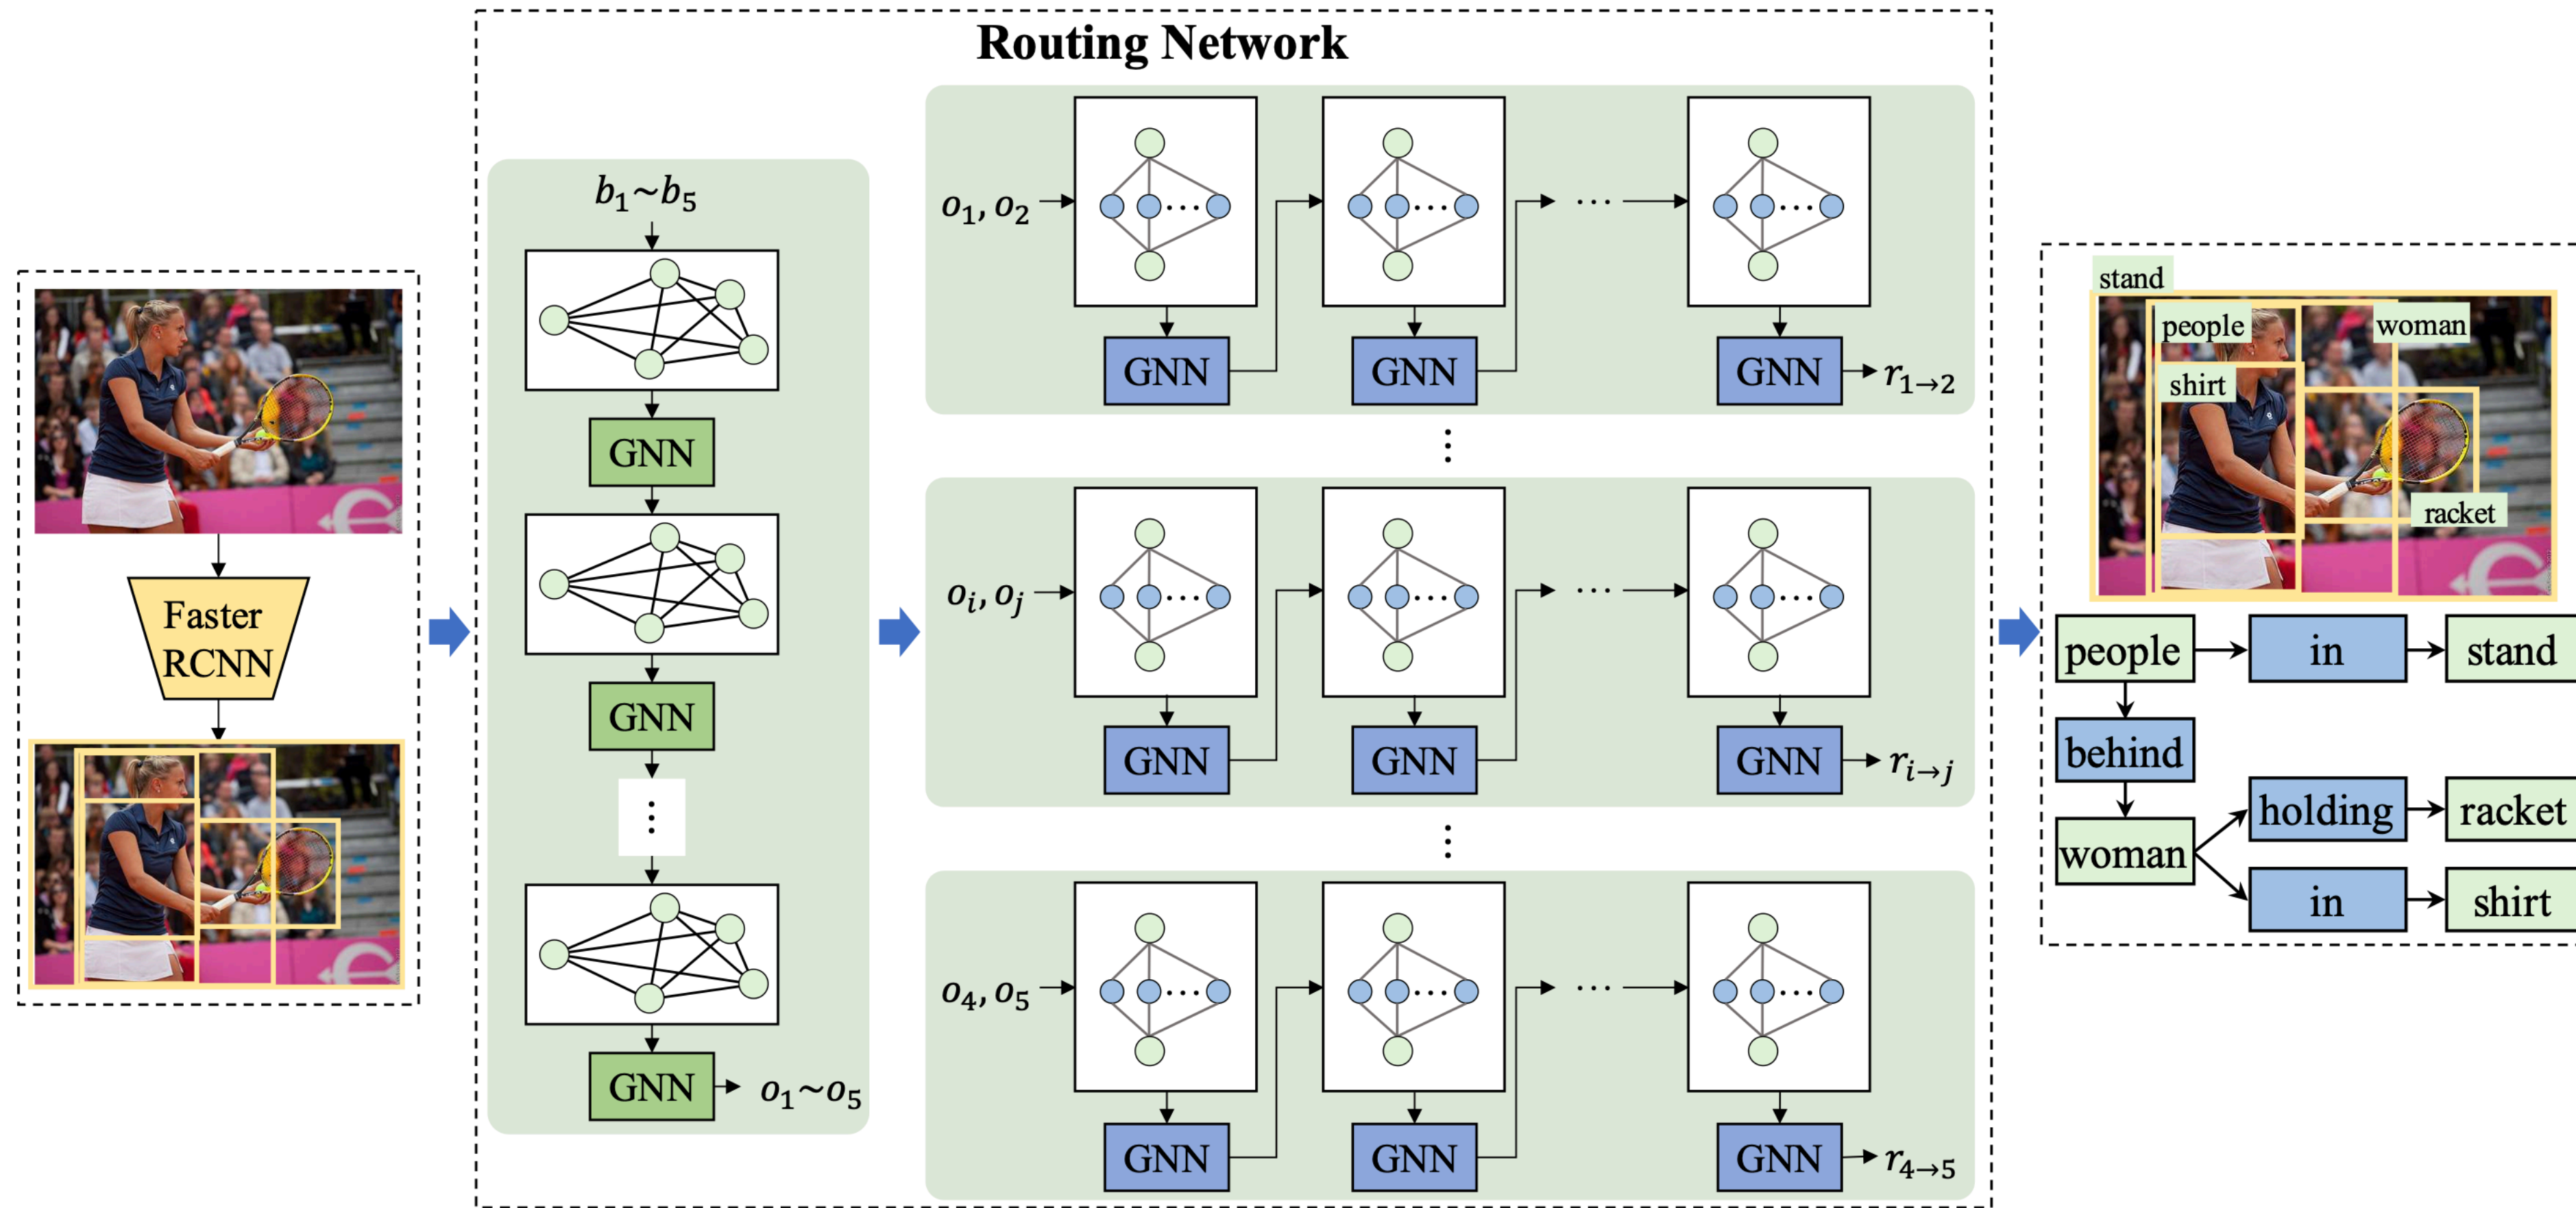 Routing Network
Faster
RCNN
b₁~b₅
GNN
GNN
⋮
GNN
o₁~o₅
o₁, o₂
⋯
GNN
GNN
GNN
r₁→₂
⋮
oᵢ, oⱼ
⋯
GNN
GNN
GNN
rᵢ→ⱼ
⋮
o₄, o₅
⋯
GNN
GNN
GNN
r₄→₅
stand
people
woman
shirt
racket
people
in
stand
behind
holding
racket
woman
in
shirt